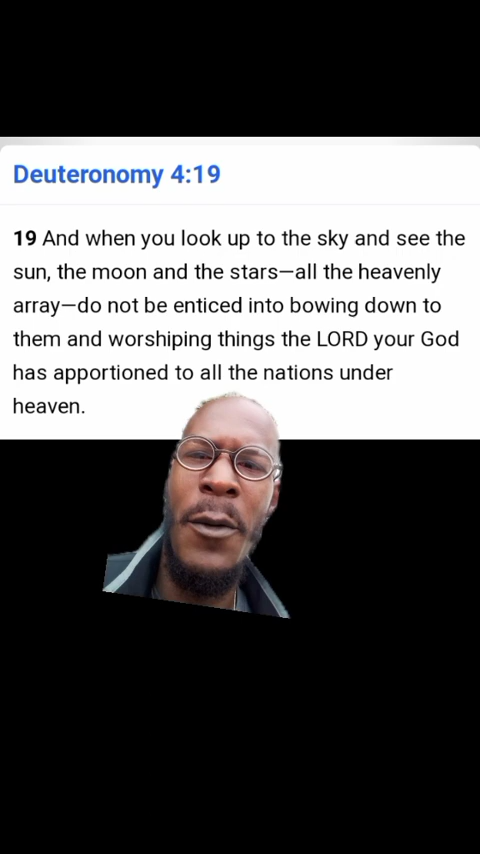 Deuteronomy 4:19
19 And when you look up to the sky and see the
sun, the moon and the stars—all the heavenly
array—do not be enticed into bowing down to
them and worshiping things the LORD your God
has apportioned to all the nations under
heaven.